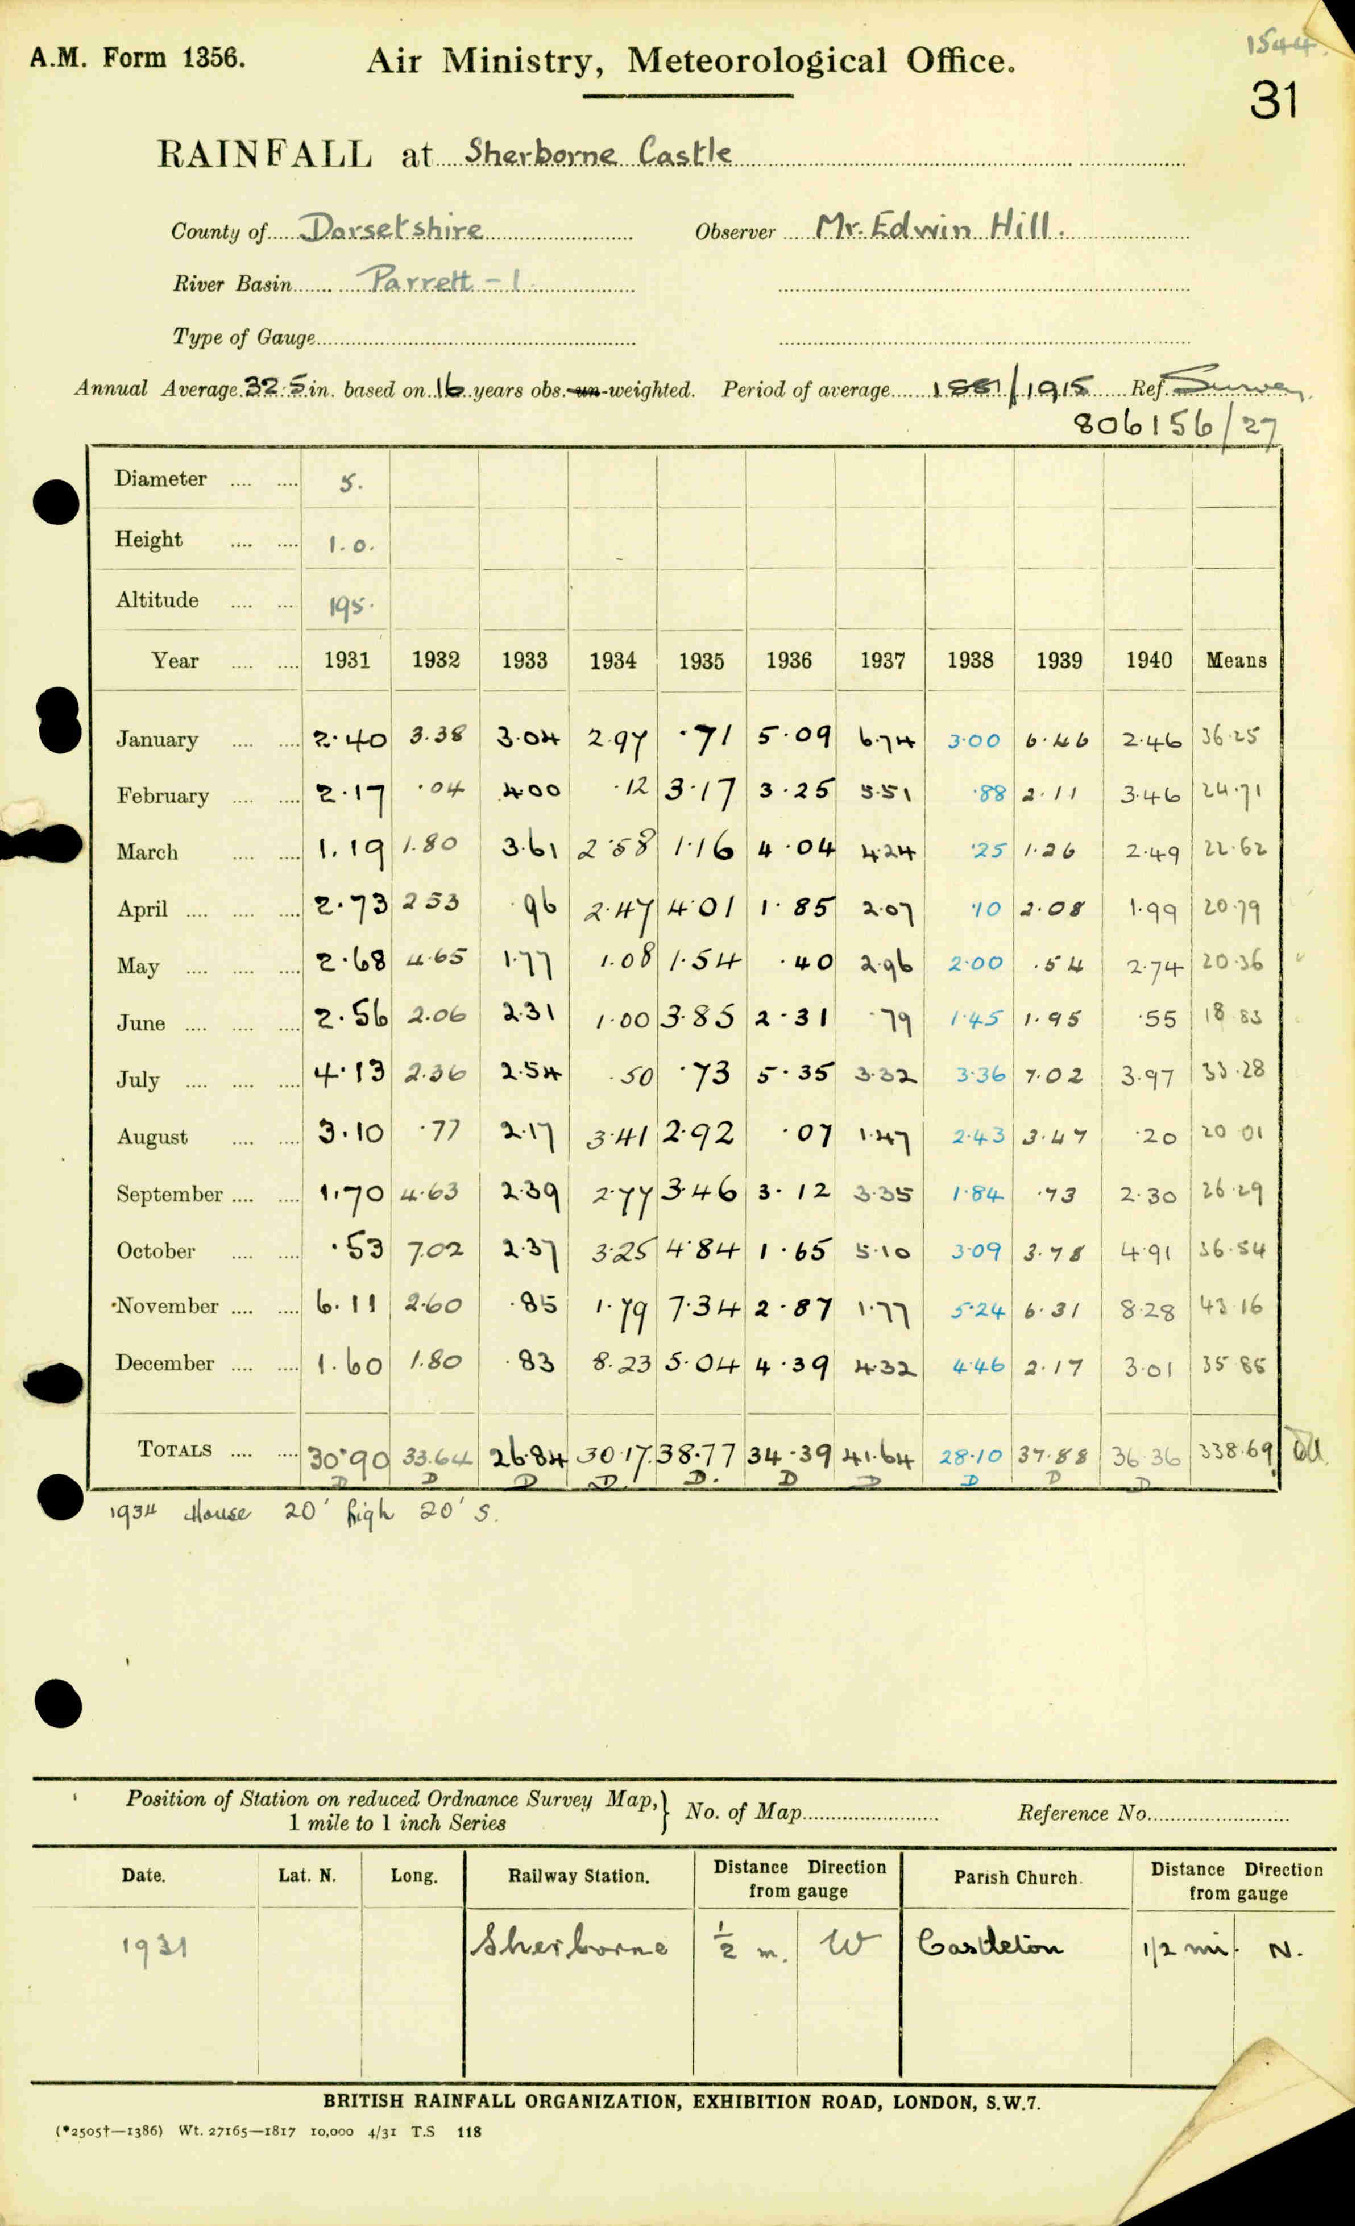 1544.
A.M. Form 1356. Air Ministry, Meteorological Office.
31
RAINFALL at Sherborne Castle
County of Dorsetshire Observer Mr. Edwin Hill.
River Basin Parrett - 1.
Type of Gauge
Annual Average 32.5 in. based on 16 years obs. un-weighted. Period of average 1881/1915 Ref. Survey
806156/27
Diameter 5.
Height 1.0.
Altitude 195.
Year 1931 1932 1933 1934 1935 1936 1937 1938 1939 1940 Means
January 2.40 3.38 3.04 2.97 .71 5.09 6.74 3.00 6.46 2.46 36.25
February 2.17 .04 4.00 .12 3.17 3.25 5.51 .88 2.11 3.46 24.71
March 1.19 1.80 3.61 2.58 1.16 4.04 4.24 .25 1.26 2.49 22.62
April 2.73 2.53 .96 2.47 4.01 1.85 2.07 .10 2.08 1.99 20.79
May 2.68 4.65 1.77 1.08 1.54 .40 2.96 2.00 .54 2.74 20.36
June 2.56 2.06 2.31 1.00 3.85 2.31 .79 1.45 1.95 .55 18.83
July 4.13 2.36 2.54 .50 .73 5.35 3.32 3.36 7.02 3.97 33.28
August 3.10 .77 2.17 3.41 2.92 .07 1.47 2.43 3.47 .20 20.01
September 1.70 4.63 2.39 2.77 3.46 3.12 3.35 1.84 .73 2.30 26.29
October .53 7.02 2.37 3.25 4.84 1.65 5.10 3.09 3.78 4.91 36.54
November 6.11 2.60 .85 1.79 7.34 2.87 1.77 5.24 6.31 8.28 43.16
December 1.60 1.80 .83 8.23 5.04 4.39 4.32 4.46 2.17 3.01 35.85
TOTALS 30.90 33.64 26.84 30.17 38.77 34.39 41.64 28.10 37.88 36.36 338.69
D D D D. D. D D D D D
1934 House 20' high 20' S.
Position of Station on reduced Ordnance Survey Map, } No. of Map Reference No.
1 mile to 1 inch Series
Date. Lat. N. Long. Railway Station. Distance Direction from gauge Parish Church. Distance Direction from gauge
1931 Sherborne 1/2 m. W Castleton 1/2 mi. N.
BRITISH RAINFALL ORGANIZATION, EXHIBITION ROAD, LONDON, S.W.7.
(*2505†—1386) Wt. 27165—1817 10,000 4/31 T.S 118